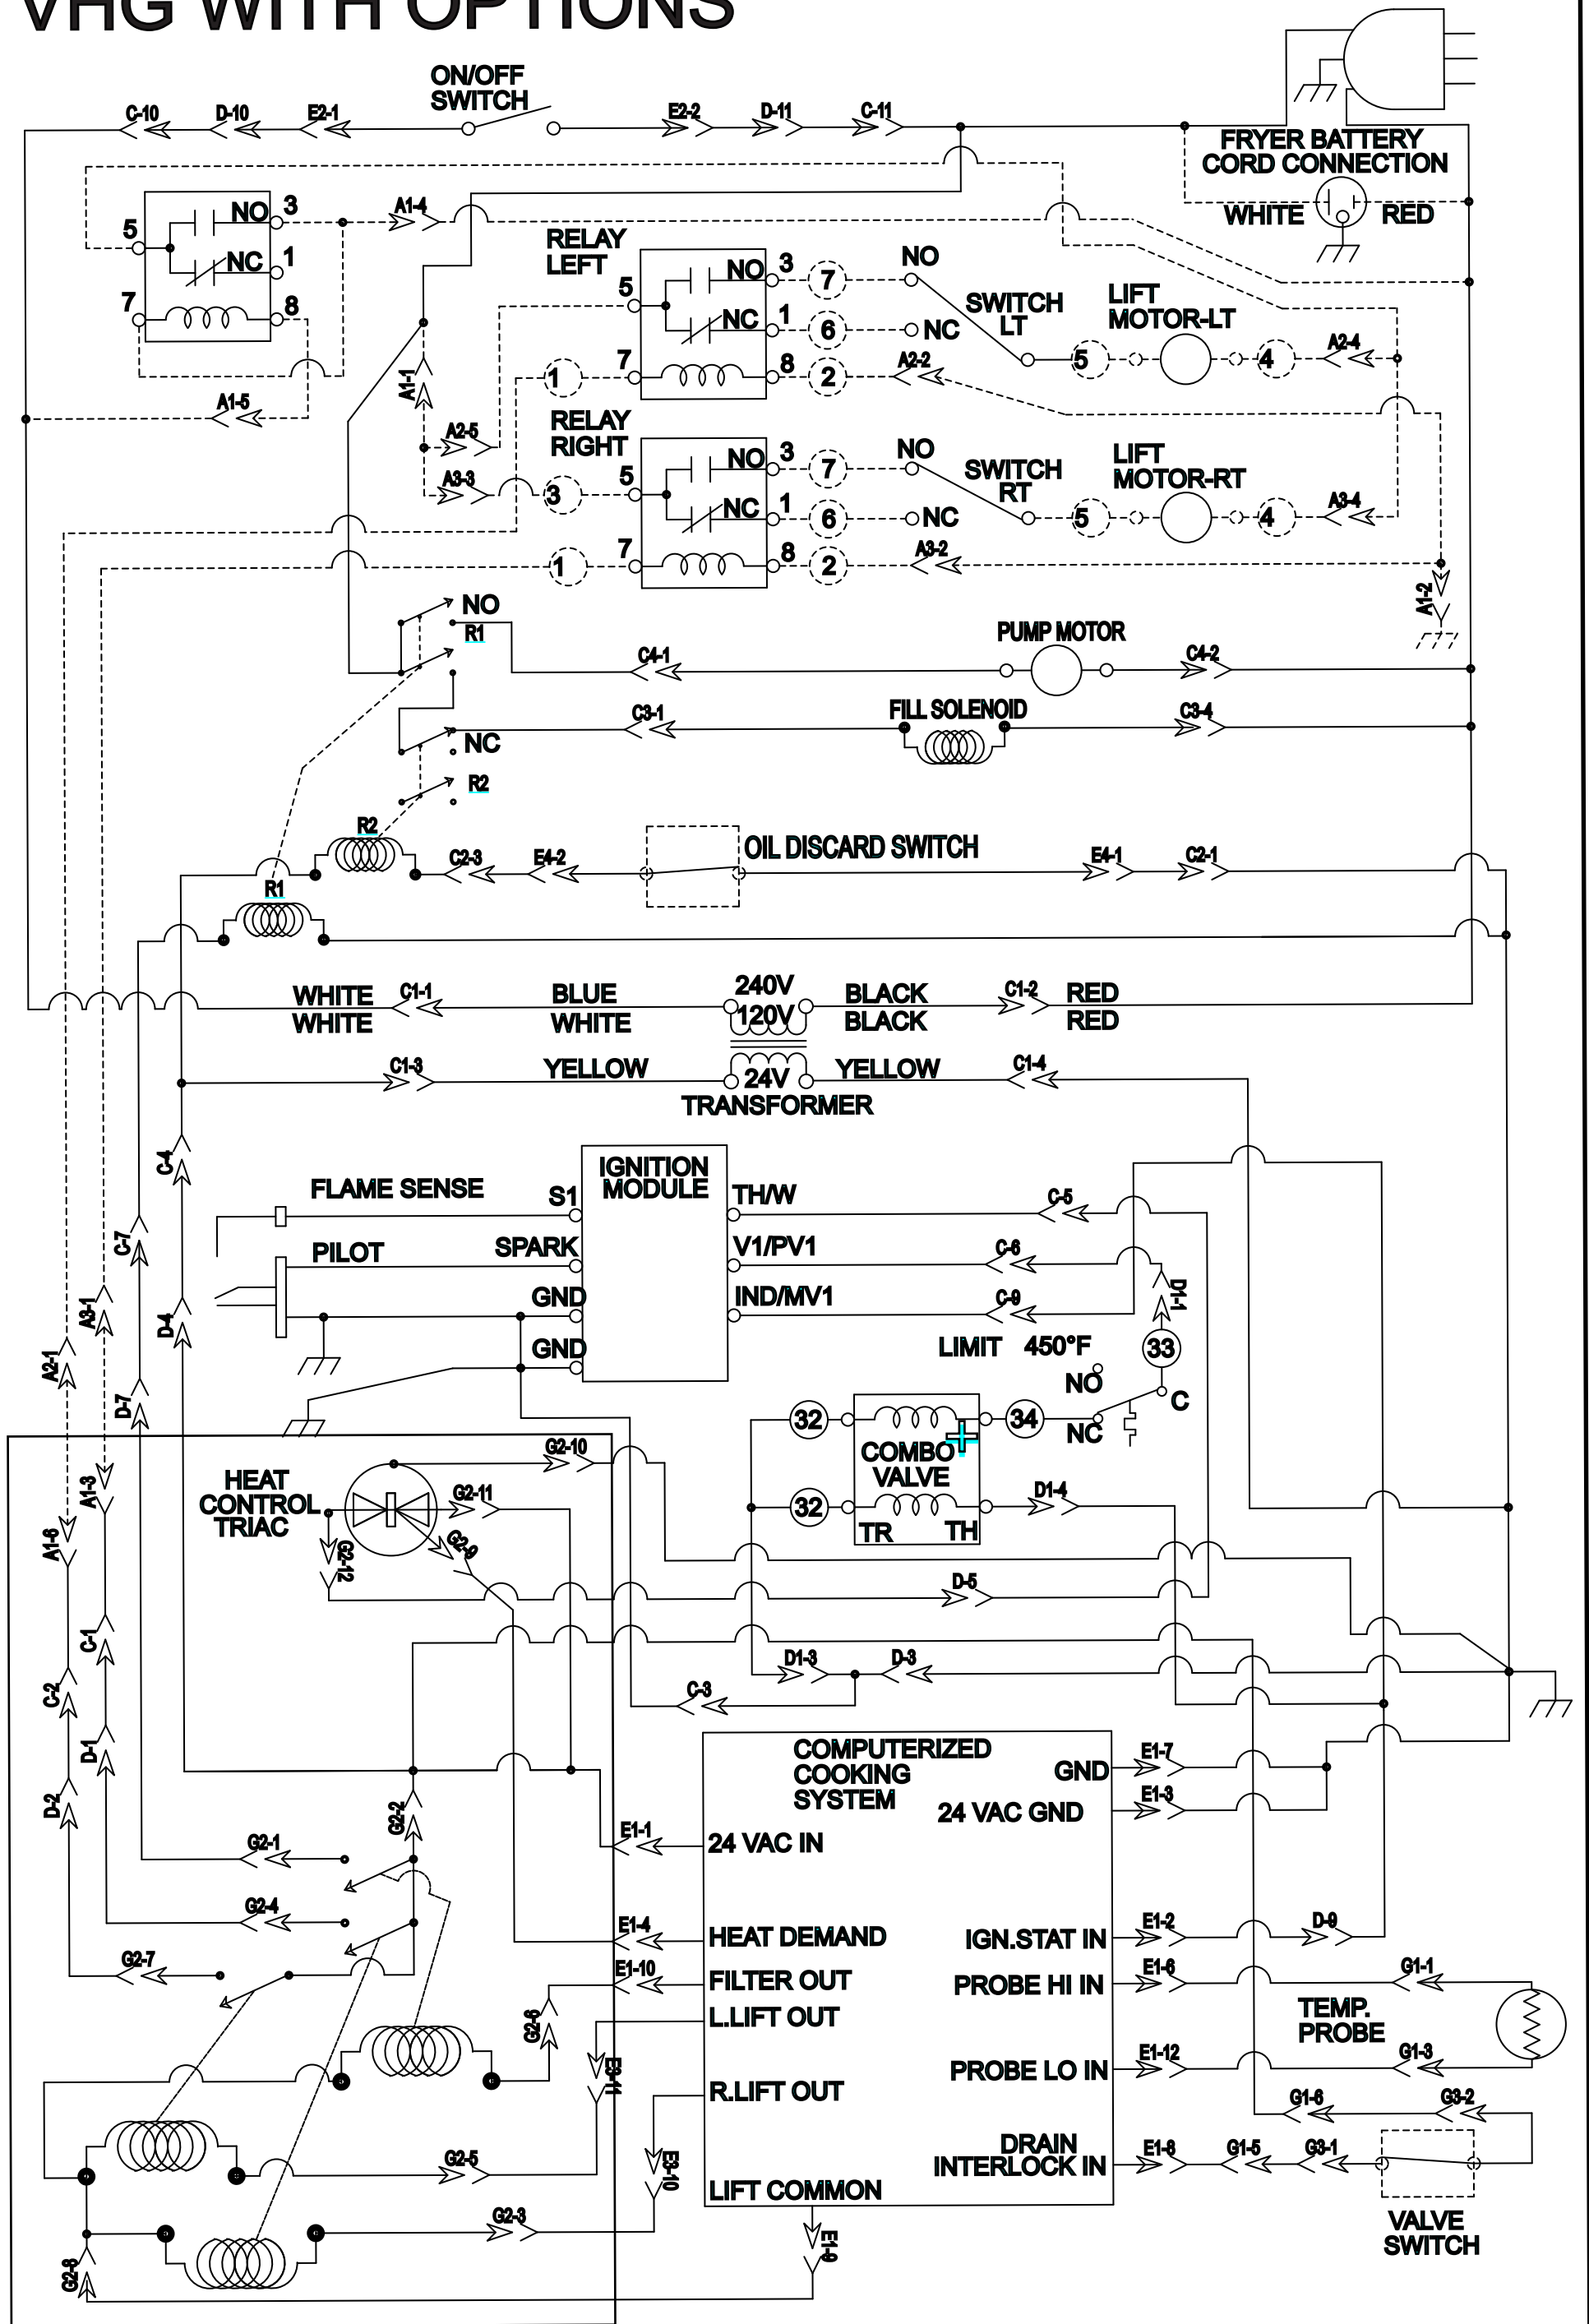 VHG WITH OPTIONS
ON/OFF
SWITCH
C-10
D-10
E2-1
E2-2
D-11
C-11
FRYER BATTERY
CORD CONNECTION
WHITE
RED
5
NO
3
NC
1
7
8
A1-4
A1-5
RELAY
LEFT
5
NO
3
NC
1
7
8
7
6
2
1
NO
NC
SWITCH
LT
LIFT
MOTOR-LT
5
4
A2-4
A2-2
A1-1
A2-5
A3-3
RELAY
RIGHT
3
5
NO
3
NC
1
7
8
7
6
2
1
NO
NC
SWITCH
RT
LIFT
MOTOR-RT
5
4
A3-4
A3-2
A1-2
NO
R1
C4-1
PUMP MOTOR
C4-2
C3-1
FILL SOLENOID
C3-4
NC
R2
R2
C2-3
E4-2
OIL DISCARD SWITCH
E4-1
C2-1
R1
WHITE
WHITE
C1-1
BLUE
WHITE
240V
120V
BLACK
BLACK
C1-2
RED
RED
C1-3
YELLOW
24V
YELLOW
C1-4
TRANSFORMER
C-4
FLAME SENSE
S1
IGNITION
MODULE
TH/W
C-5
C-7
PILOT
SPARK
V1/PV1
C-6
GND
IND/MV1
C-9
D1-1
A3-1
D-4
GND
LIMIT 450°F
33
A2-1
D-7
NO
C
32
34
NC
COMBO
VALVE
32
TR
TH
D1-4
HEAT
CONTROL
TRIAC
G2-10
G2-11
G2-9
G2-12
A1-3
A1-6
D-5
C-1
C-2
D1-3
D-3
C-3
D-1
D-2
COMPUTERIZED
COOKING
SYSTEM
GND
E1-7
24 VAC GND
E1-3
G2-2
E1-1
24 VAC IN
G2-1
G2-4
G2-7
E1-4
HEAT DEMAND
IGN.STAT IN
E1-2
D-9
E1-10
FILTER OUT
PROBE HI IN
E1-6
G1-1
G2-6
L.LIFT OUT
TEMP.
PROBE
E3-11
R.LIFT OUT
PROBE LO IN
E1-12
G1-3
G1-6
G3-2
G2-5
E3-10
DRAIN
INTERLOCK IN
E1-8
G1-5
G3-1
LIFT COMMON
G2-3
VALVE
SWITCH
G2-8
E1-9